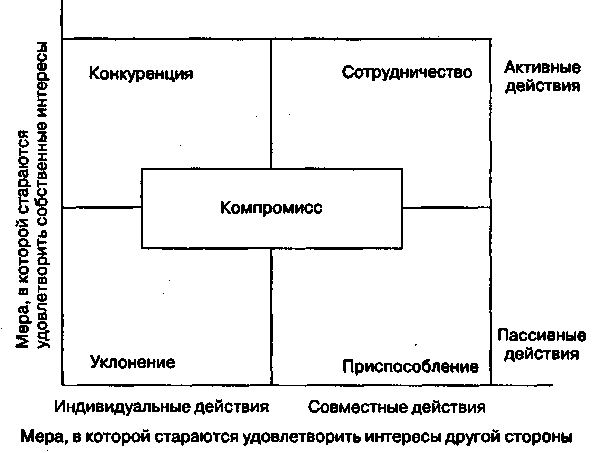 Мера, в которой стараются
удовлетворить собственные интересы
Конкуренция
Сотрудничество
Активные
действия
Компромисс
Уклонение
Приспособление
Пассивные
действия
Индивидуальные действия
Совместные действия
Мера, в которой стараются удовлетворить интересы другой стороны